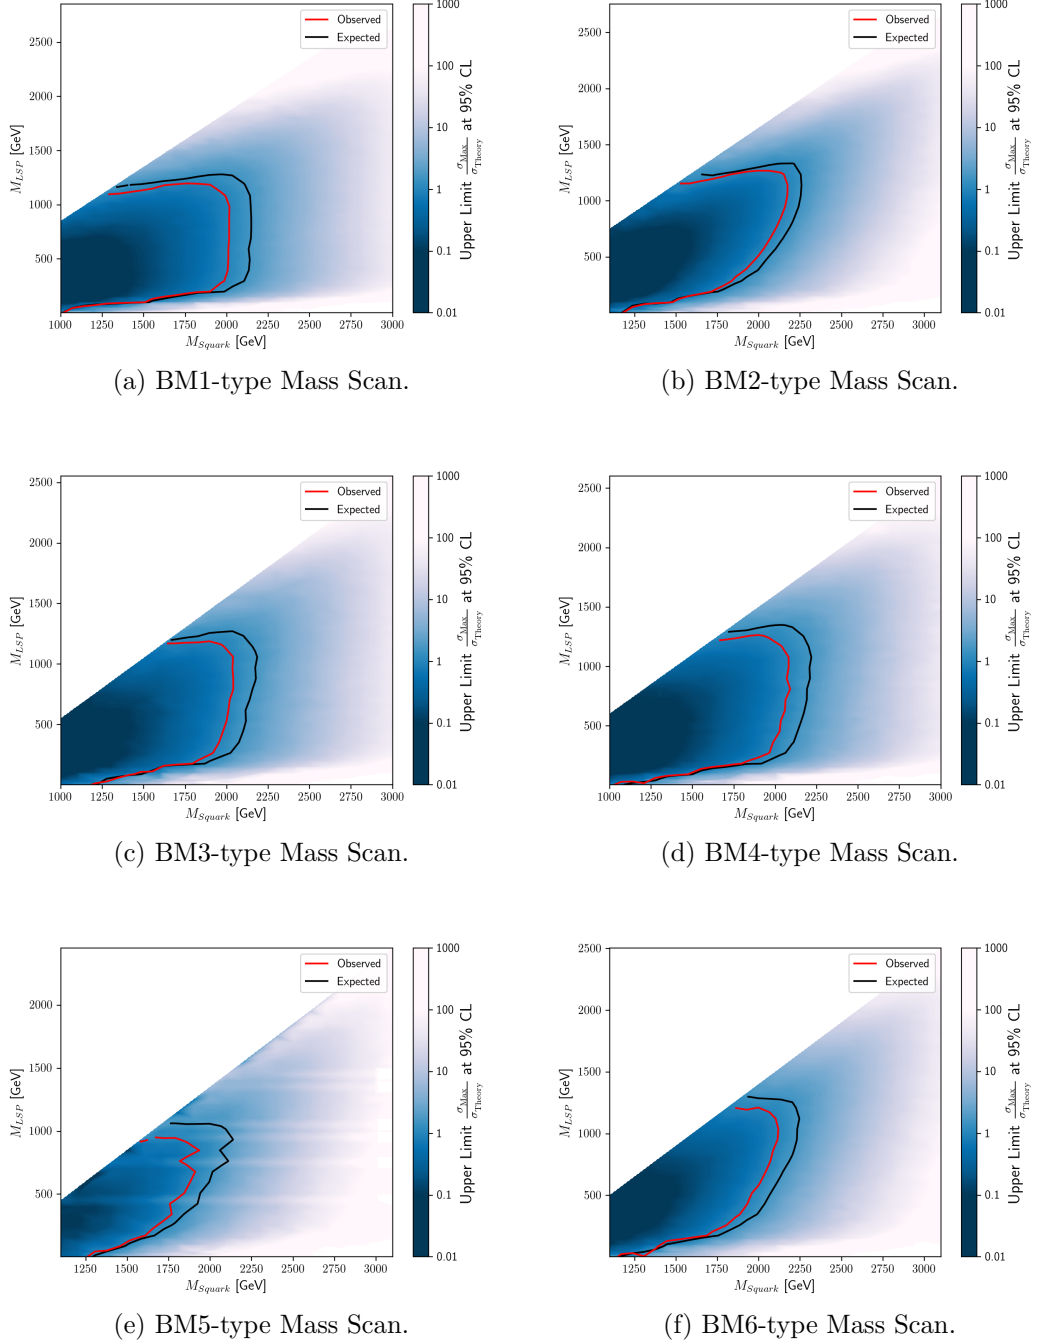 Observed
Expected
2500
2000
1500
1000
500
1000 1250 1500 1750 2000 2250 2500 2750 3000
M_Squark [GeV]
M_LSP [GeV]
1000
100
10
1
0.1
0.01
Upper Limit σ_Max/σ_Theory at 95% CL
(a) BM1-type Mass Scan.
Observed
Expected
2500
2000
1500
1000
500
1250 1500 1750 2000 2250 2500 2750 3000
M_Squark [GeV]
M_LSP [GeV]
1000
100
10
1
0.1
0.01
Upper Limit σ_Max/σ_Theory at 95% CL
(b) BM2-type Mass Scan.
Observed
Expected
2500
2000
1500
1000
500
1000 1250 1500 1750 2000 2250 2500 2750 3000
M_Squark [GeV]
M_LSP [GeV]
1000
100
10
1
0.1
0.01
Upper Limit σ_Max/σ_Theory at 95% CL
(c) BM3-type Mass Scan.
Observed
Expected
2500
2000
1500
1000
500
1000 1250 1500 1750 2000 2250 2500 2750 3000
M_Squark [GeV]
M_LSP [GeV]
1000
100
10
1
0.1
0.01
Upper Limit σ_Max/σ_Theory at 95% CL
(d) BM4-type Mass Scan.
Observed
Expected
2000
1500
1000
500
1250 1500 1750 2000 2250 2500 2750 3000
M_Squark [GeV]
M_LSP [GeV]
1000
100
10
1
0.1
0.01
Upper Limit σ_Max/σ_Theory at 95% CL
(e) BM5-type Mass Scan.
Observed
Expected
2500
2000
1500
1000
500
0
1250 1500 1750 2000 2250 2500 2750 3000
M_Squark [GeV]
M_LSP [GeV]
1000
100
10
1
0.1
0.01
Upper Limit σ_Max/σ_Theory at 95% CL
(f) BM6-type Mass Scan.